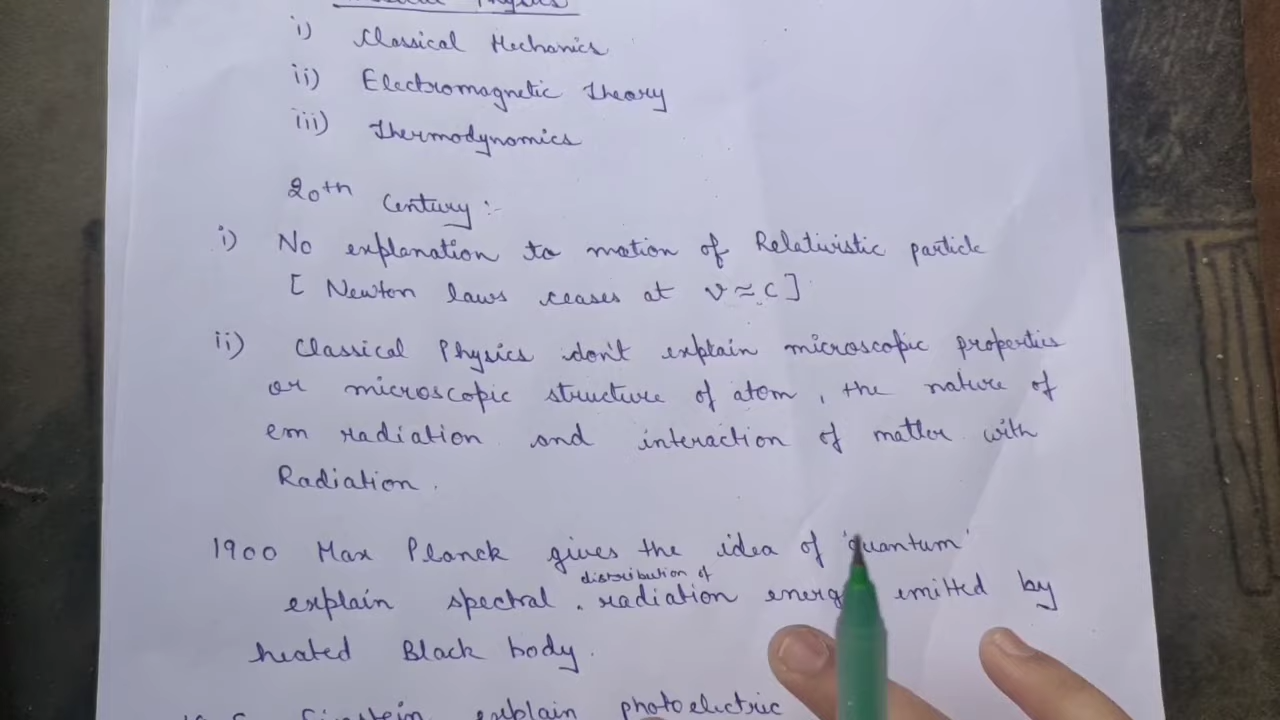 Physics
i) Classical Mechanics
ii) Electromagnetic Theory
iii) Thermodynamics
20th Century :-
i) No explanation to motion of Relativistic particle
[ Newton laws ceases at v ≈ c ]
ii) Classical Physics don't explain microscopic properties
or microscopic structure of atom, the nature of
em radiation and interaction of matter with
Radiation.
1900 Max Planck gives the idea of 'quantum'
distribution of
explain spectral . radiation energy emitted by
heated Black body.
Einstein explain photoelectric